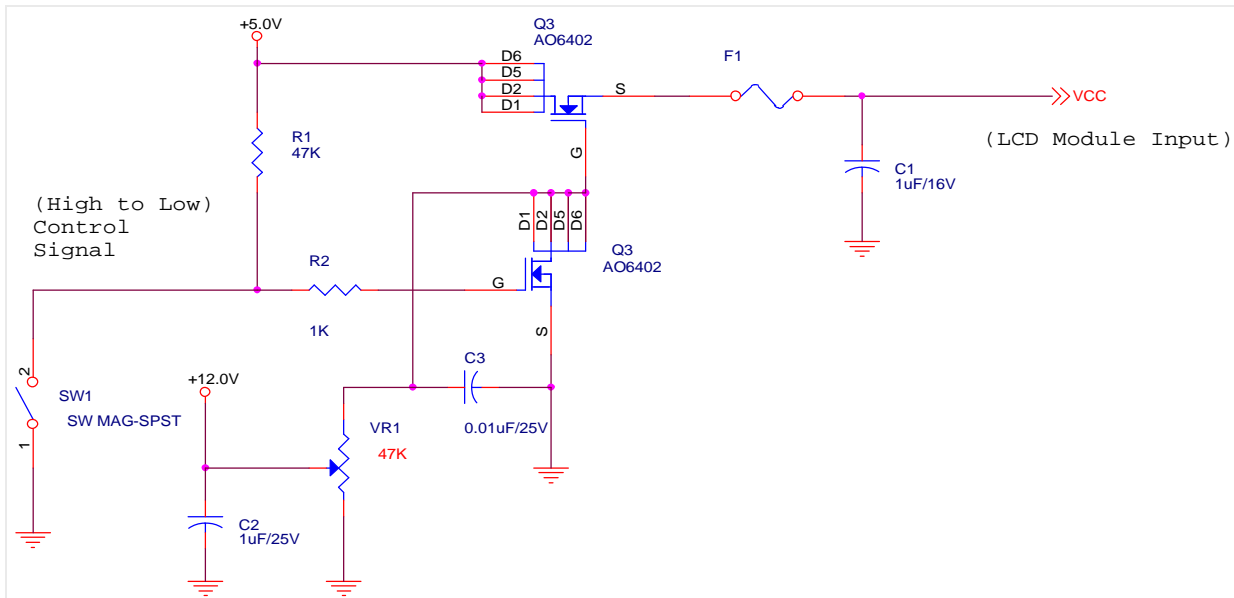 +5.0V
Q3
AO6402
D6
D5
D2
D1
S
G
F1
VCC
(LCD Module Input)
R1
47K
C1
1uF/16V
(High to Low)
Control
Signal
D1
D2
D5
D6
Q3
AO6402
R2
1K
G
S
2
1
SW1
SW MAG-SPST
+12.0V
C3
0.01uF/25V
VR1
47K
C2
1uF/25V